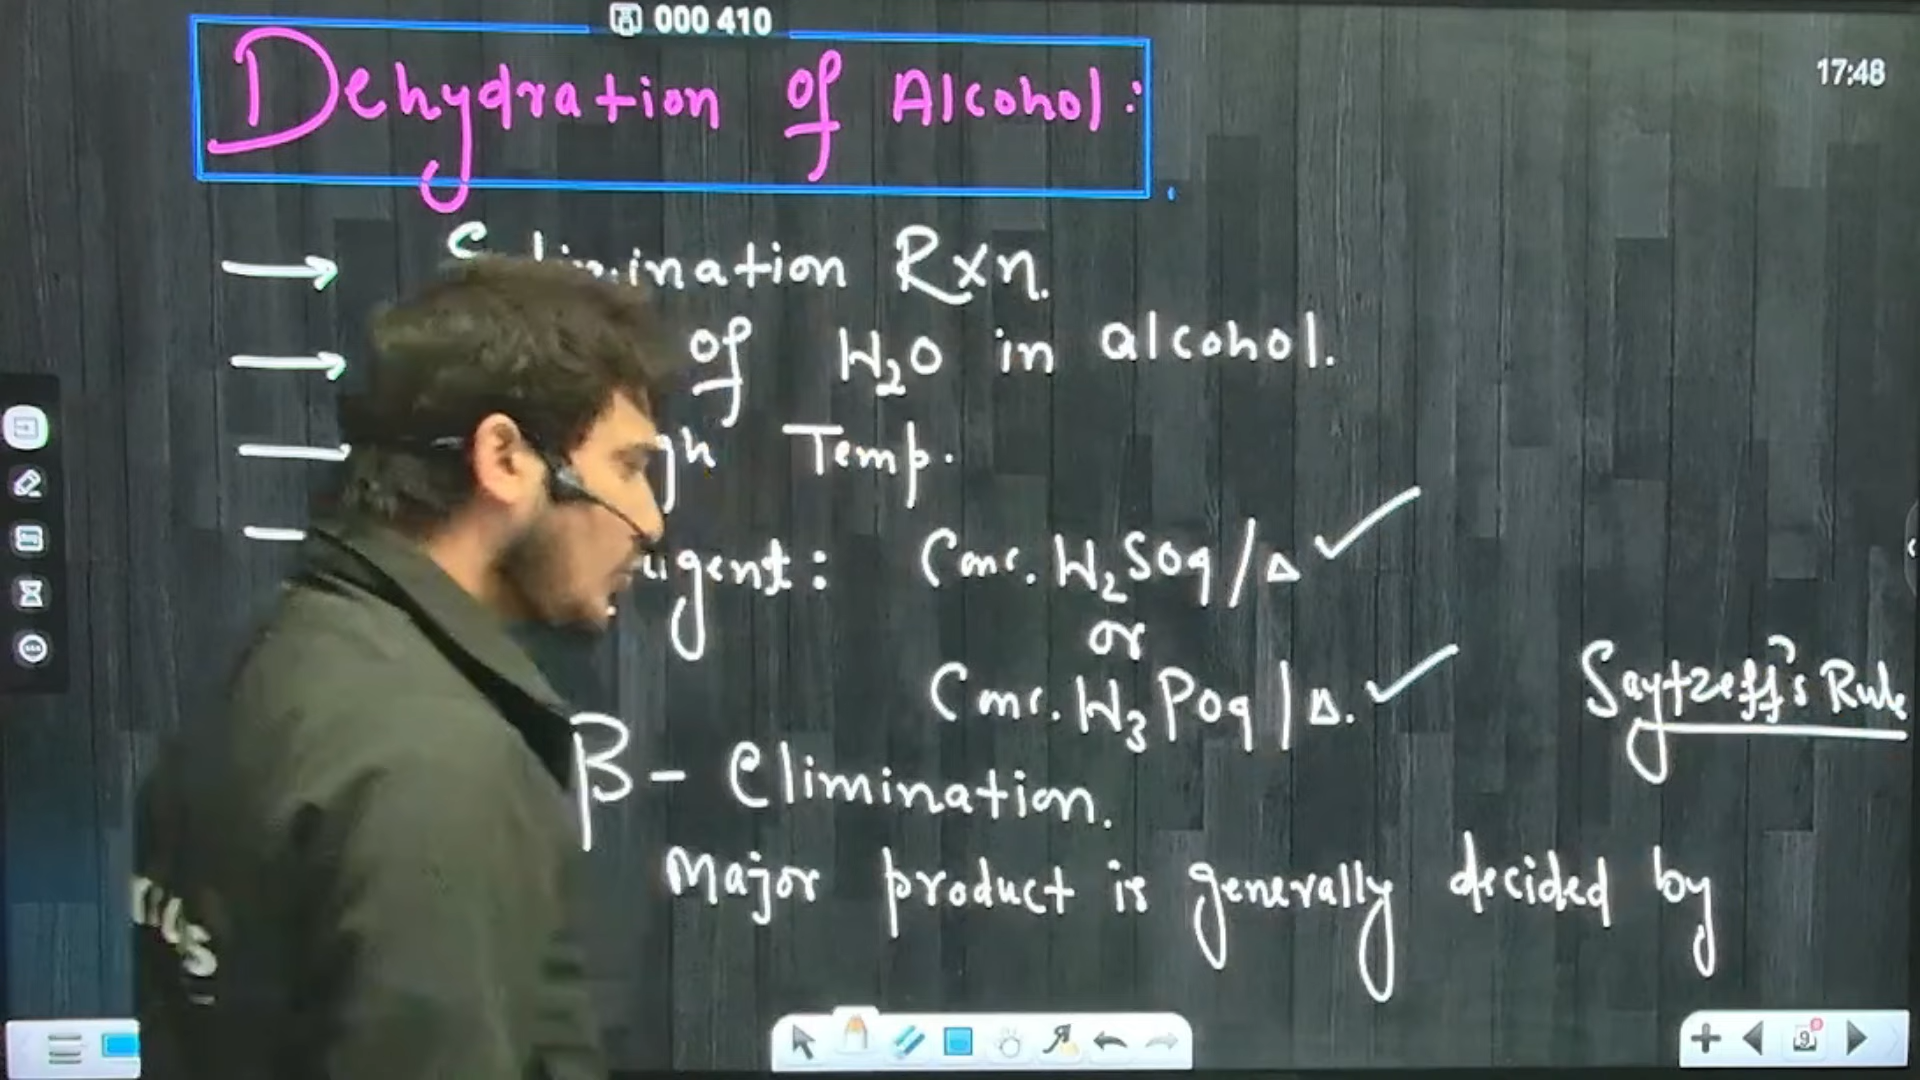 000 410
17:48
Dehydration of Alcohol:
Rxn.
of H₂O in alcohol.
Temp.
Conc. H₂SO₄/Δ ✓
or
Conc. H₃PO₄/Δ. ✓
Saytzeff's Rule
β- Elimination.
Major product is generally decided by